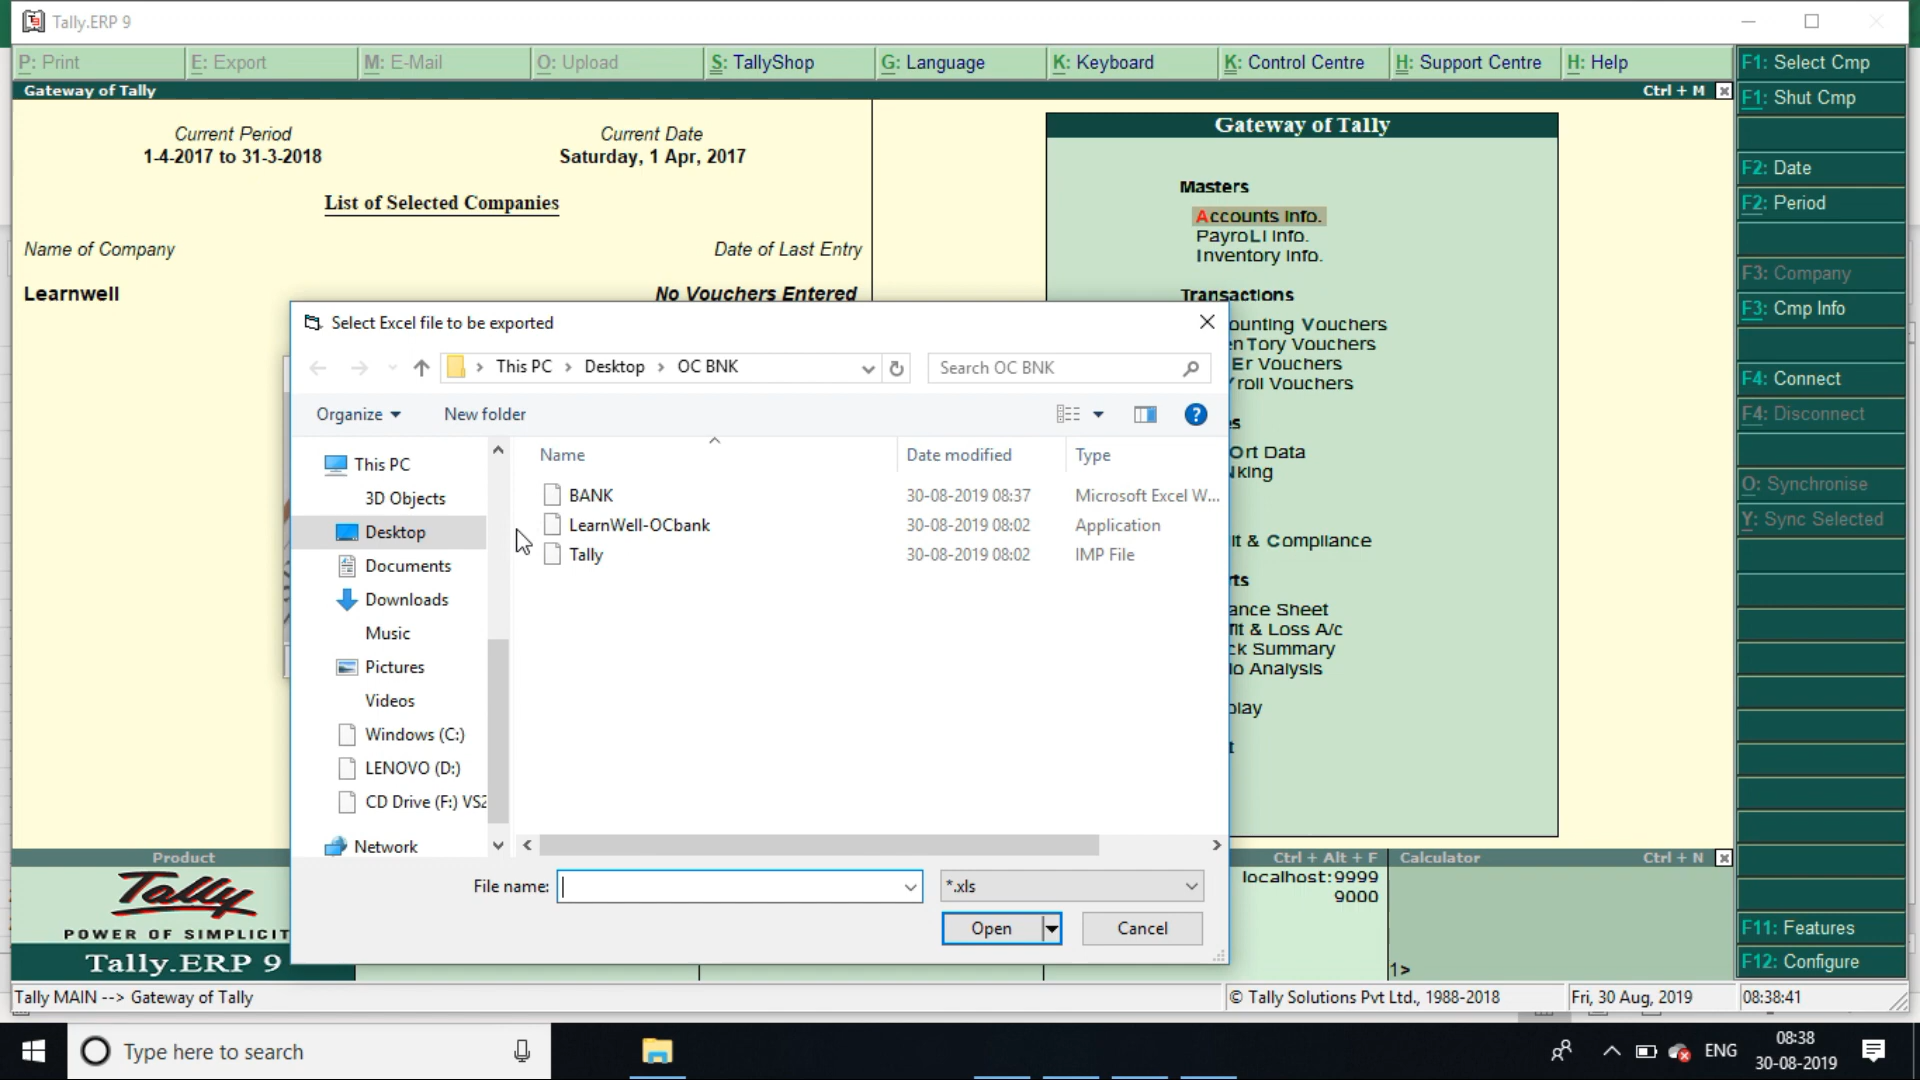 Tally.ERP 9
P: Print
E: Export
M: E-Mail
O: Upload
S: TallyShop
G: Language
K: Keyboard
K: Control Centre
H: Support Centre
H: Help
Gateway of Tally
Ctrl + M
Current Period
1-4-2017 to 31-3-2018
Current Date
Saturday, 1 Apr, 2017
List of Selected Companies
Name of Company
Date of Last Entry
Learnwell
No Vouchers Entered
Gateway of Tally
Masters
Accounts Info.
PayroLl Info.
Inventory Info.
Transactions
ounting Vouchers
nTory Vouchers
Er Vouchers
roll Vouchers
s
Ort Data
king
it & Compliance
rts
ance Sheet
fit & Loss A/c
ck Summary
io Analysis
play
t
F1: Select Cmp
F1: Shut Cmp
F2: Date
F2: Period
F3: Company
F3: Cmp Info
F4: Connect
F4: Disconnect
O: Synchronise
Y: Sync Selected
F11: Features
F12: Configure
Select Excel file to be exported
This PC
Desktop
OC BNK
Search OC BNK
Organize
New folder
Name
Date modified
Type
This PC
3D Objects
Desktop
Documents
Downloads
Music
Pictures
Videos
Windows (C:)
LENOVO (D:)
CD Drive (F:) VS2
Network
BANK 30-08-2019 08:37 Microsoft Excel W...
LearnWell-OCbank 30-08-2019 08:02 Application
Tally 30-08-2019 08:02 IMP File
File name:
*.xls
Open
Cancel
Product
Tally
POWER OF SIMPLICIT
Tally.ERP 9
Ctrl + Alt + F
localhost:9999
9000
Calculator
Ctrl + N
1>
Tally MAIN --> Gateway of Tally
© Tally Solutions Pvt Ltd., 1988-2018
Fri, 30 Aug, 2019
08:38:41
Type here to search
ENG
08:38
30-08-2019